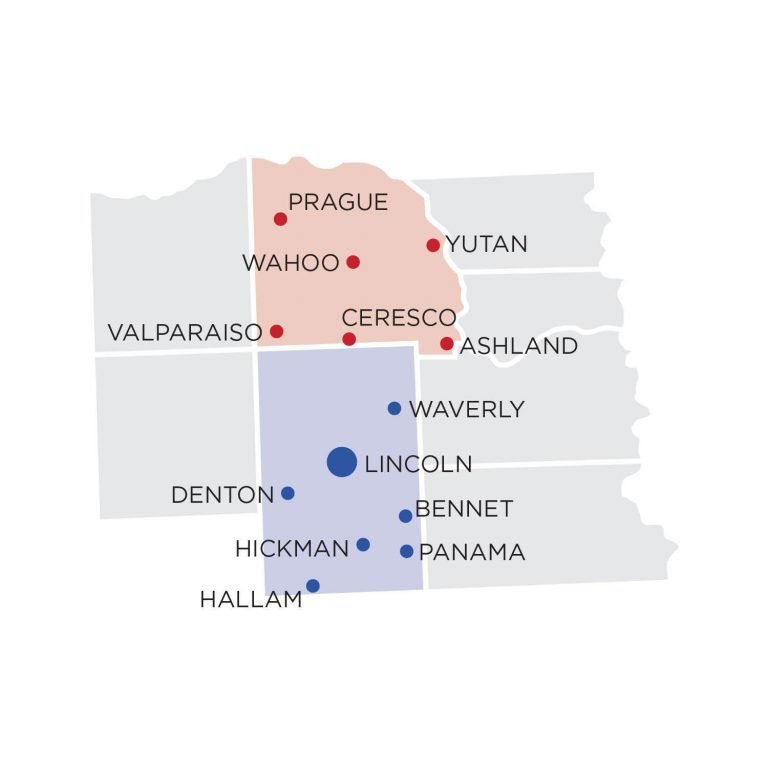 PRAGUE
YUTAN
WAHOO
CERESCO
VALPARAISO
ASHLAND
WAVERLY
LINCOLN
DENTON
BENNET
HICKMAN
PANAMA
HALLAM